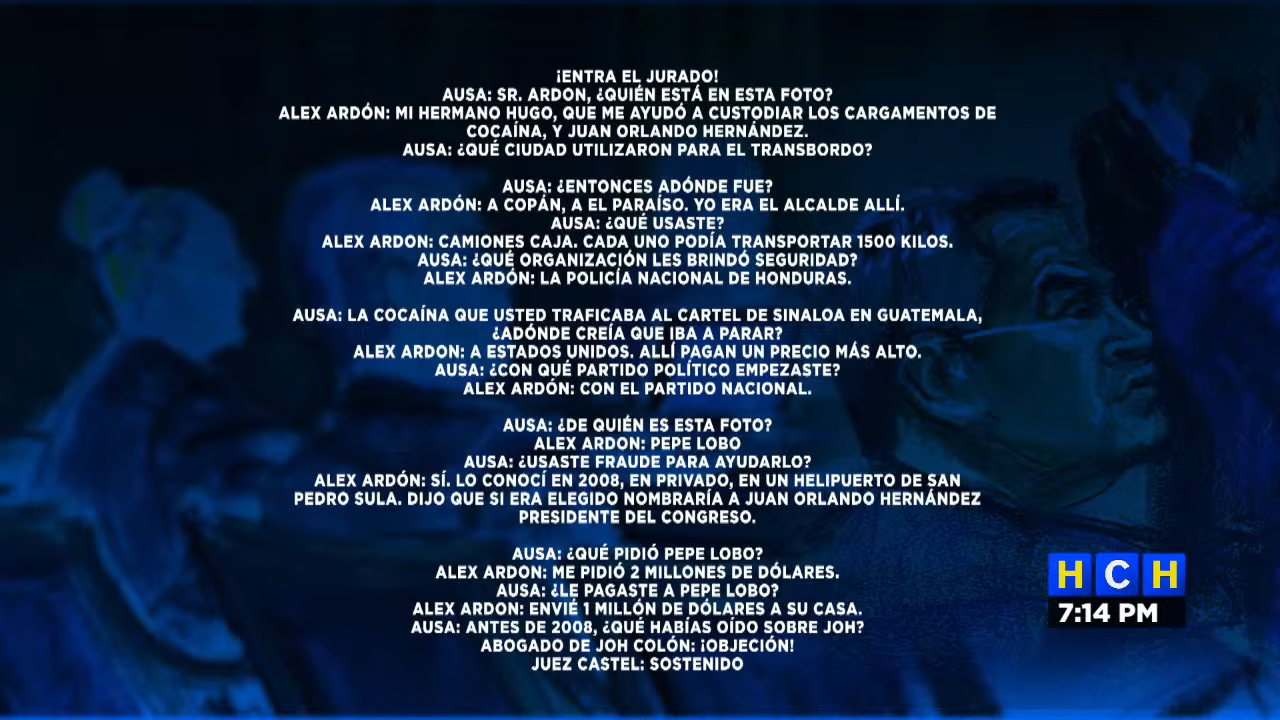 ¡ENTRA EL JURADO!
AUSA: SR. ARDON, ¿QUIÉN ESTÁ EN ESTA FOTO?
ALEX ARDÓN: MI HERMANO HUGO, QUE ME AYUDÓ A CUSTODIAR LOS CARGAMENTOS DE
COCAÍNA, Y JUAN ORLANDO HERNÁNDEZ.
AUSA: ¿QUÉ CIUDAD UTILIZARON PARA EL TRANSBORDO?
AUSA: ¿ENTONCES ADÓNDE FUE?
ALEX ARDÓN: A COPÁN, A EL PARAÍSO. YO ERA EL ALCALDE ALLÍ.
AUSA: ¿QUÉ USASTE?
ALEX ARDON: CAMIONES CAJA. CADA UNO PODÍA TRANSPORTAR 1500 KILOS.
AUSA: ¿QUÉ ORGANIZACIÓN LES BRINDÓ SEGURIDAD?
ALEX ARDÓN: LA POLICÍA NACIONAL DE HONDURAS.
AUSA: LA COCAÍNA QUE USTED TRAFICABA AL CARTEL DE SINALOA EN GUATEMALA,
¿ADÓNDE CREÍA QUE IBA A PARAR?
ALEX ARDON: A ESTADOS UNIDOS. ALLÍ PAGAN UN PRECIO MÁS ALTO.
AUSA: ¿CON QUÉ PARTIDO POLÍTICO EMPEZASTE?
ALEX ARDÓN: CON EL PARTIDO NACIONAL.
AUSA: ¿DE QUIÉN ES ESTA FOTO?
ALEX ARDON: PEPE LOBO
AUSA: ¿USASTE FRAUDE PARA AYUDARLO?
ALEX ARDÓN: SÍ. LO CONOCÍ EN 2008, EN PRIVADO, EN UN HELIPUERTO DE SAN
PEDRO SULA. DIJO QUE SI ERA ELEGIDO NOMBRARÍA A JUAN ORLANDO HERNÁNDEZ
PRESIDENTE DEL CONGRESO.
AUSA: ¿QUÉ PIDIÓ PEPE LOBO?
ALEX ARDON: ME PIDIÓ 2 MILLONES DE DÓLARES.
AUSA: ¿LE PAGASTE A PEPE LOBO?
ALEX ARDON: ENVIÉ 1 MILLÓN DE DÓLARES A SU CASA.
AUSA: ANTES DE 2008, ¿QUÉ HABÍAS OÍDO SOBRE JOH?
ABOGADO DE JOH COLÓN: ¡OBJECIÓN!
JUEZ CASTEL: SOSTENIDO
HCH
7:14 PM